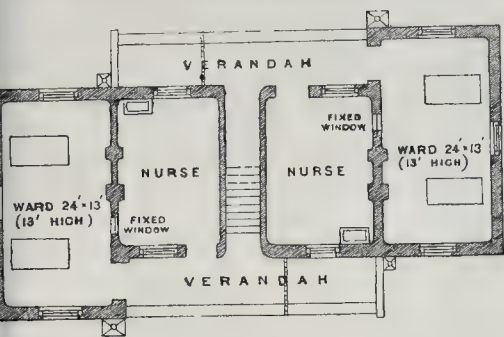 VERANDAH
FIXED
WINDOW
NURSE
NURSE
WARD 24'×13'
(13' HIGH)
WARD 24'×13'
(13' HIGH)
FIXED
WINDOW
VERANDAH